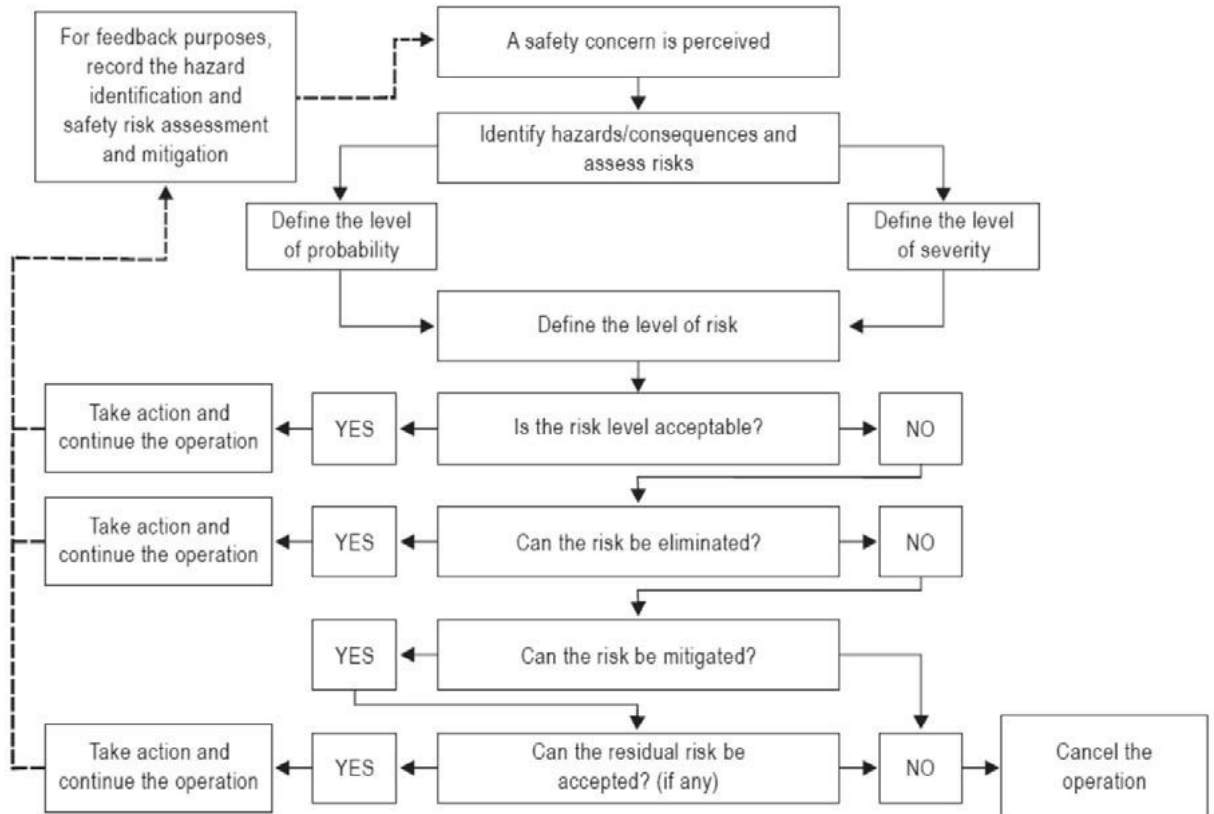 For feedback purposes,
record the hazard
identification and
safety risk assessment
and mitigation
A safety concern is perceived
Identify hazards/consequences and
assess risks
Define the level
of probability
Define the level
of severity
Define the level of risk
Take action and
continue the operation
YES
Is the risk level acceptable?
NO
Take action and
continue the operation
YES
Can the risk be eliminated?
NO
YES
Can the risk be mitigated?
Take action and
continue the operation
YES
Can the residual risk be
accepted? (if any)
NO
Cancel the
operation